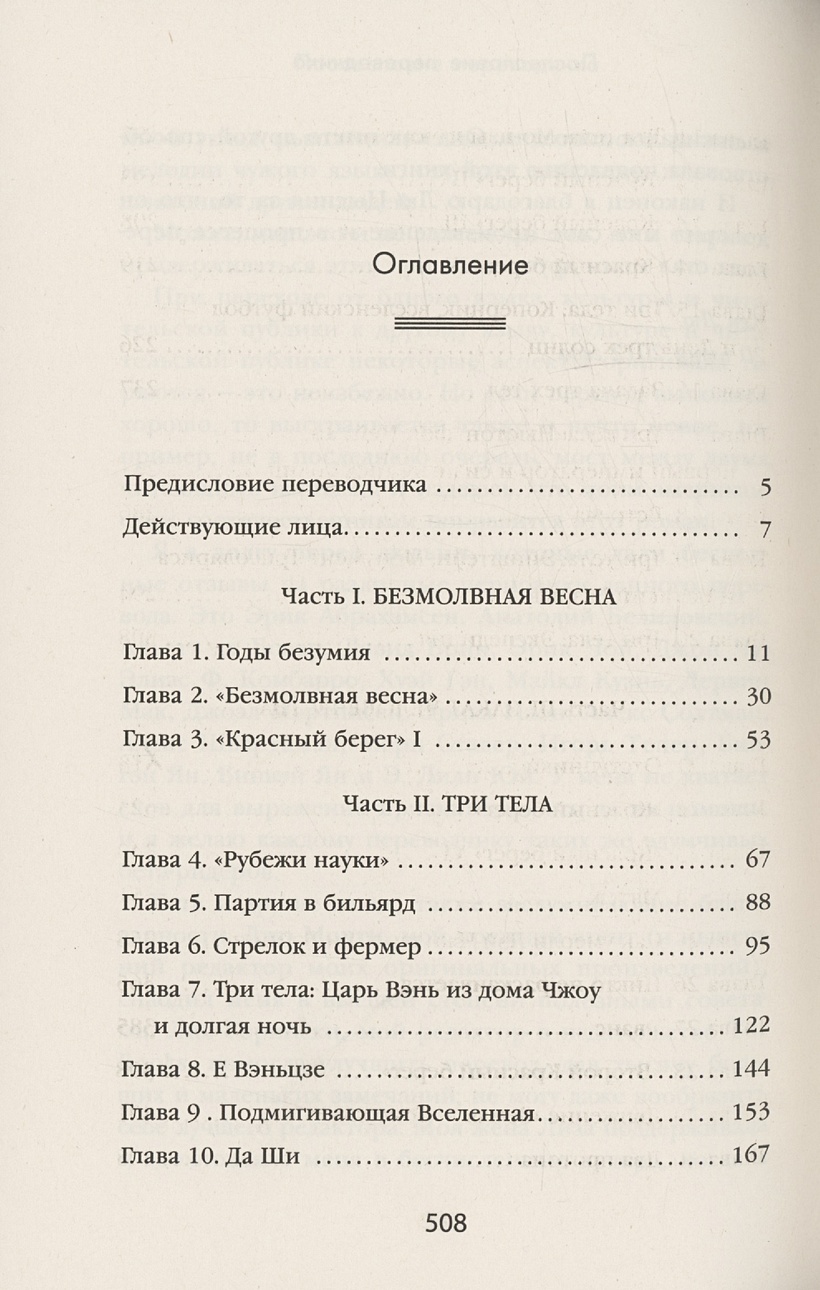 Оглавление
Предисловие переводчика ................................ 5
Действующие лица........................................ 7
Часть I. БЕЗМОЛВНАЯ ВЕСНА
Глава 1. Годы безумия .................................... 11
Глава 2. «Безмолвная весна» .............................. 30
Глава 3. «Красный берег» I ............................... 53
Часть II. ТРИ ТЕЛА
Глава 4. «Рубежи науки» .................................. 67
Глава 5. Партия в бильярд ................................ 88
Глава 6. Стрелок и фермер................................ 95
Глава 7. Три тела: Царь Вэнь из дома Чжоу
и долгая ночь ........................................ 122
Глава 8. Е Вэньцзе ....................................... 144
Глава 9 . Подмигивающая Вселенная.................... 153
Глава 10. Да Ши ......................................... 167
508